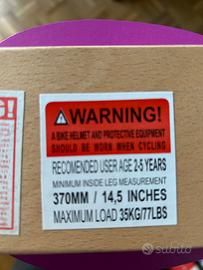 WARNING!
A BIKE HELMET AND PROTECTIVE EQUIPMENT
SHOULD BE WORN WHEN CYCLING
RECOMENDED USER AGE 2-5 YEARS
MINIMUM INSIDE LEG MEASUREMENT
370MM / 14,5 INCHES
MAXIMUM LOAD 35KG/77LBS
subito